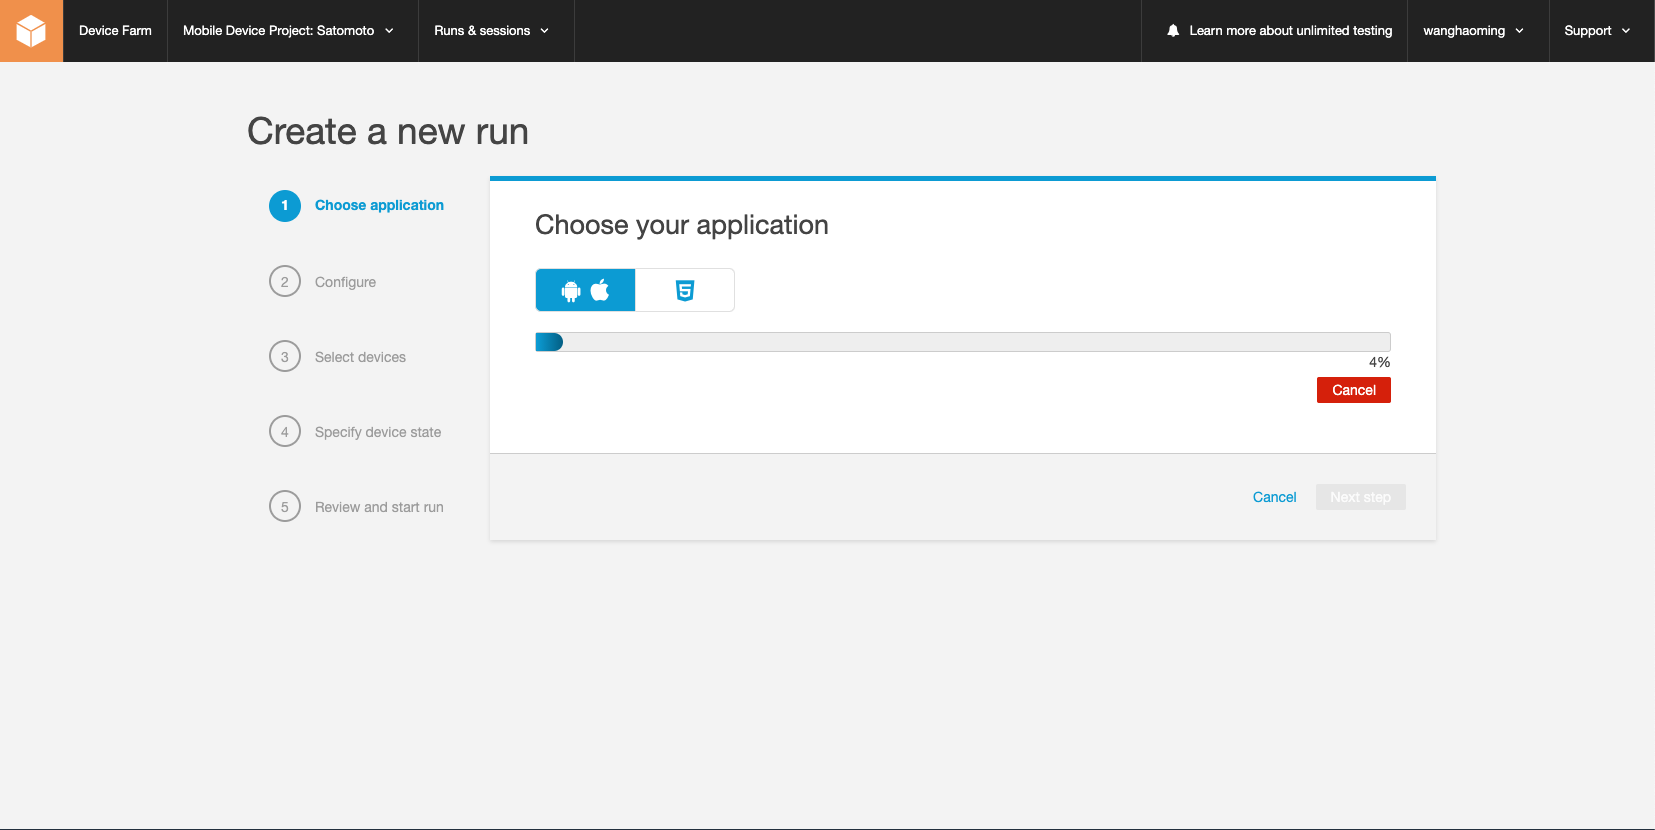 Device Farm
Mobile Device Project: Satomoto
Runs & sessions
Learn more about unlimited testing
wanghaoming
Support
Create a new run
1 Choose application
2 Configure
3 Select devices
4 Specify device state
5 Review and start run
Choose your application
4%
Cancel
Cancel
Next step